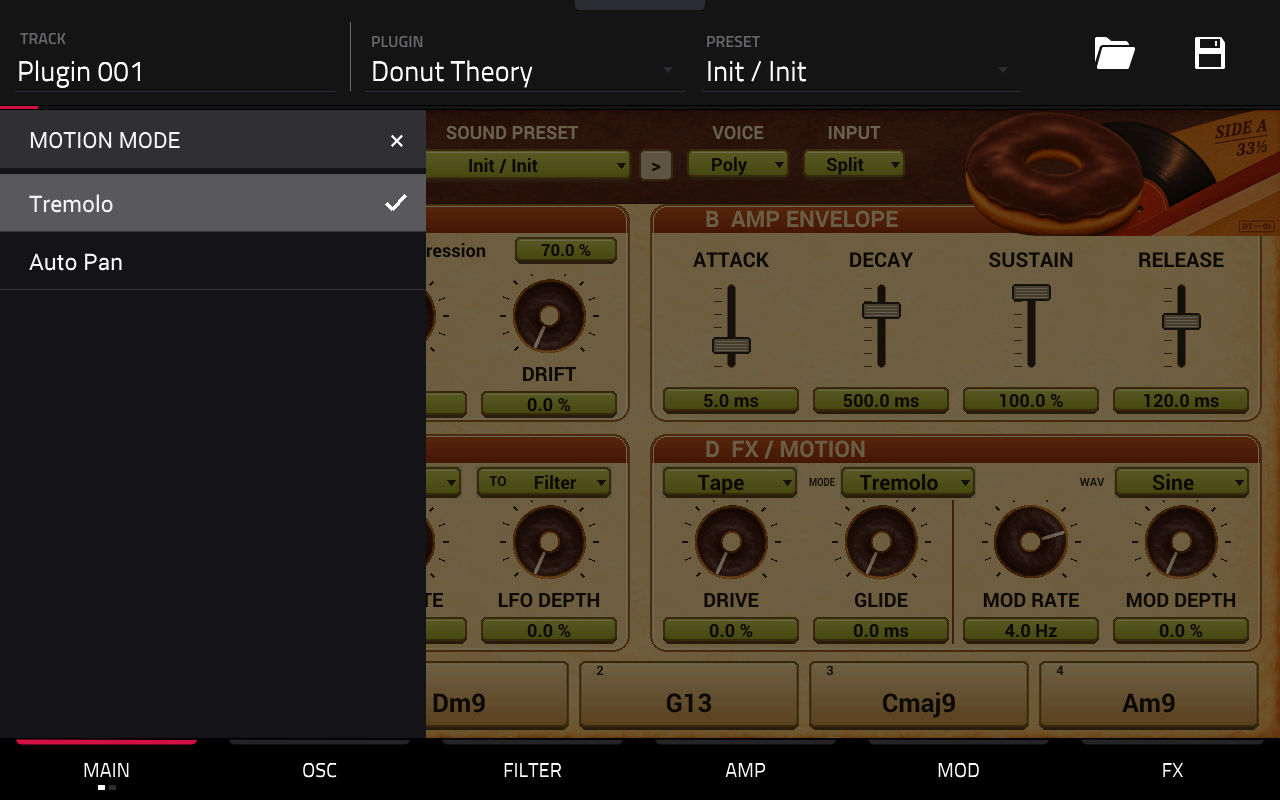 TRACK
Plugin 001
PLUGIN
Donut Theory
PRESET
Init / Init
MOTION MODE
Tremolo
Auto Pan
SOUND PRESET
Init / Init
>
VOICE
Poly
INPUT
Split
SIDE A
33⅓
DT-01
ression
70.0 %
DRIFT
0.0 %
B AMP ENVELOPE
ATTACK
DECAY
SUSTAIN
RELEASE
5.0 ms
500.0 ms
100.0 %
120.0 ms
TO Filter
TE
LFO DEPTH
0.0 %
D FX / MOTION
Tape
MODE Tremolo
WAV Sine
DRIVE
GLIDE
MOD RATE
MOD DEPTH
0.0 %
0.0 ms
4.0 Hz
0.0 %
Dm9
2
G13
3
Cmaj9
4
Am9
MAIN
OSC
FILTER
AMP
MOD
FX